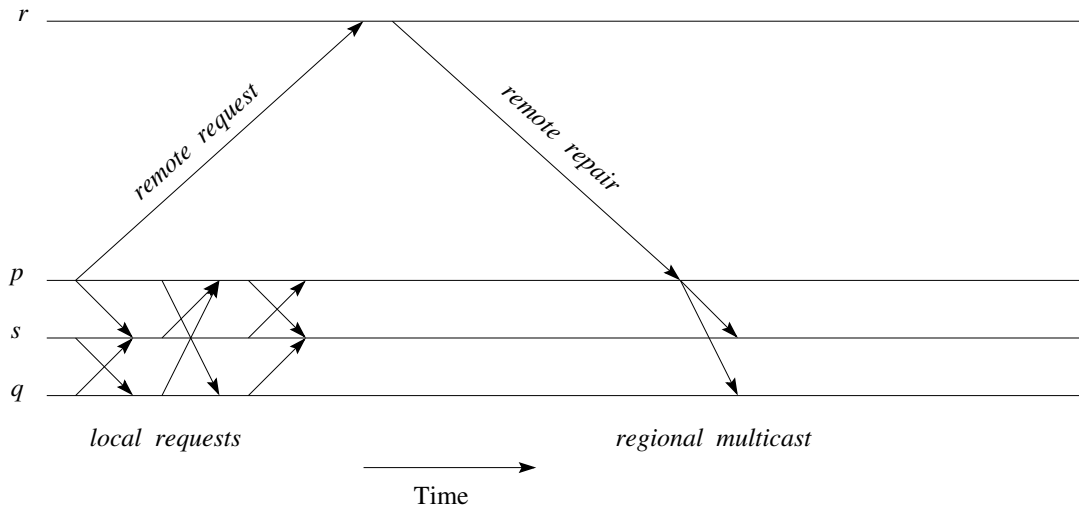 r
remote request
remote repair
p
s
q
local requests
regional multicast
Time